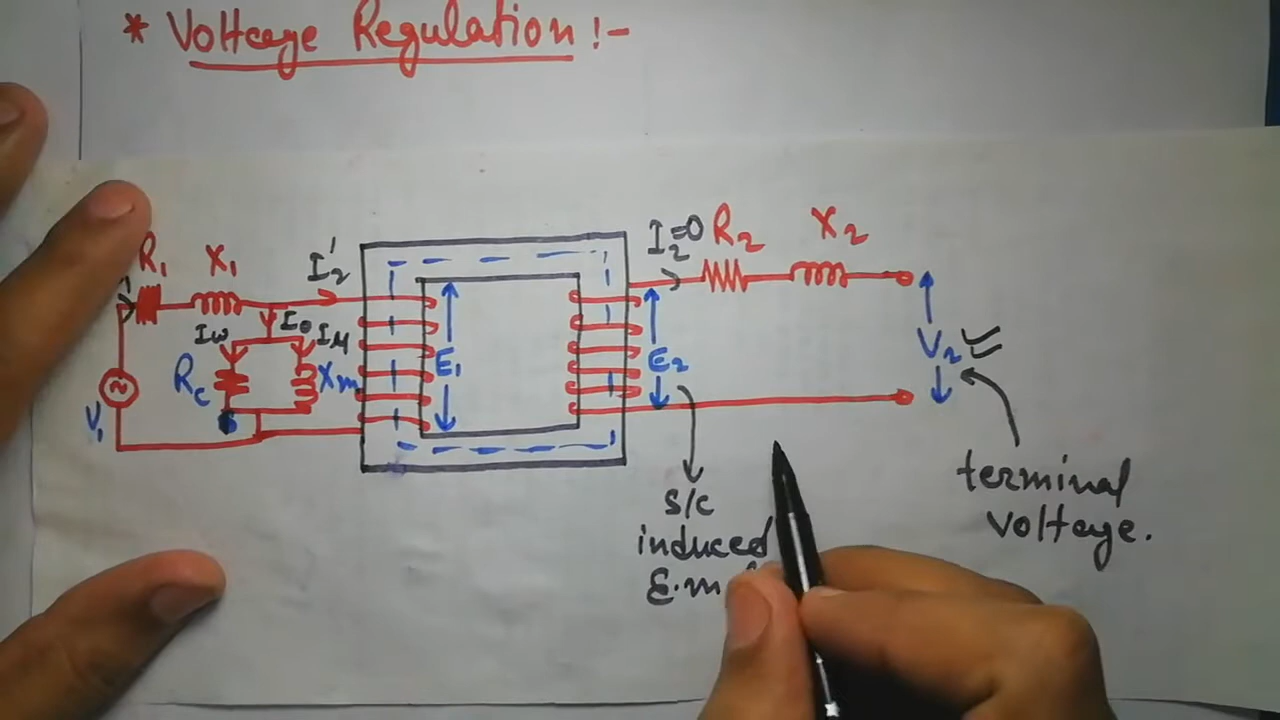 * Voltage Regulation :-
R₁ X₁ I₂' I₂=0 R₂ X₂
I₀
Iw Iμ
Rc Xm E₁ E₂ V₂
V₁
terminal
voltage.
S/C
induced